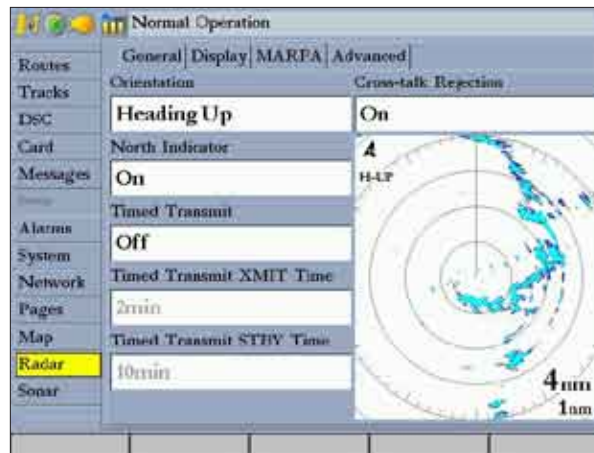 Normal Operation
General Display MARPA Advanced
Routes
Tracks
DSC
Card
Messages
Alarms
System
Network
Pages
Map
Radar
Sonar
Orientation
Heading Up
North Indicator
On
Timed Transmit
Off
Timed Transmit XMIT Time
2min
Timed Transmit STBY Time
10min
Cross-talk Rejection
On
H-UP
4nm
1nm